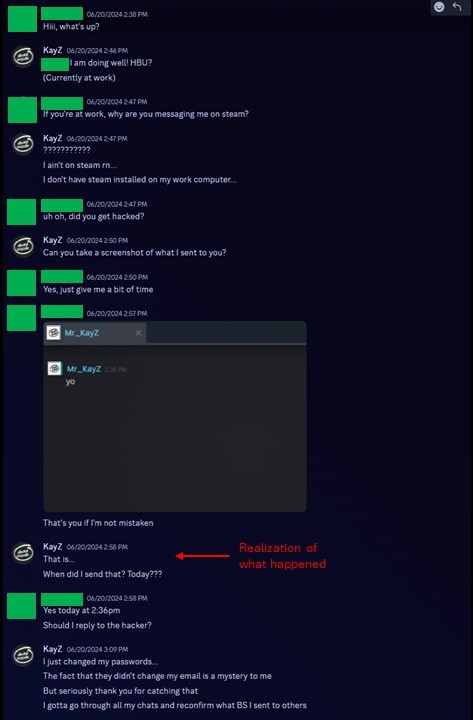 06/20/2024 2:38 PM
Hiii, what's up?
KayZ 06/20/2024 2:46 PM
I am doing well! HBU?
(Currently at work)
06/20/2024 2:47 PM
If you're at work, why are you messaging me on steam?
KayZ 06/20/2024 2:47 PM
???????????
I ain't on steam rn...
I don't have steam installed on my work computer...
06/20/2024 2:47 PM
uh oh, did you get hacked?
KayZ 06/20/2024 2:50 PM
Can you take a screenshot of what I sent to you?
06/20/2024 2:50 PM
Yes, just give me a bit of time
06/20/2024 2:57 PM
Mr_KayZ ×
Mr_KayZ 2:36 PM
yo
That's you if I'm not mistaken
KayZ 06/20/2024 2:58 PM
That is...
When did I send that? Today???
Realization of
what happened
06/20/2024 2:58 PM
Yes today at 2:36pm
Should I reply to the hacker?
KayZ 06/20/2024 3:09 PM
I just changed my passwords...
The fact that they didn't change my email is a mystery to me
But seriously thank you for catching that
I gotta go through all my chats and reconfirm what BS I sent to others